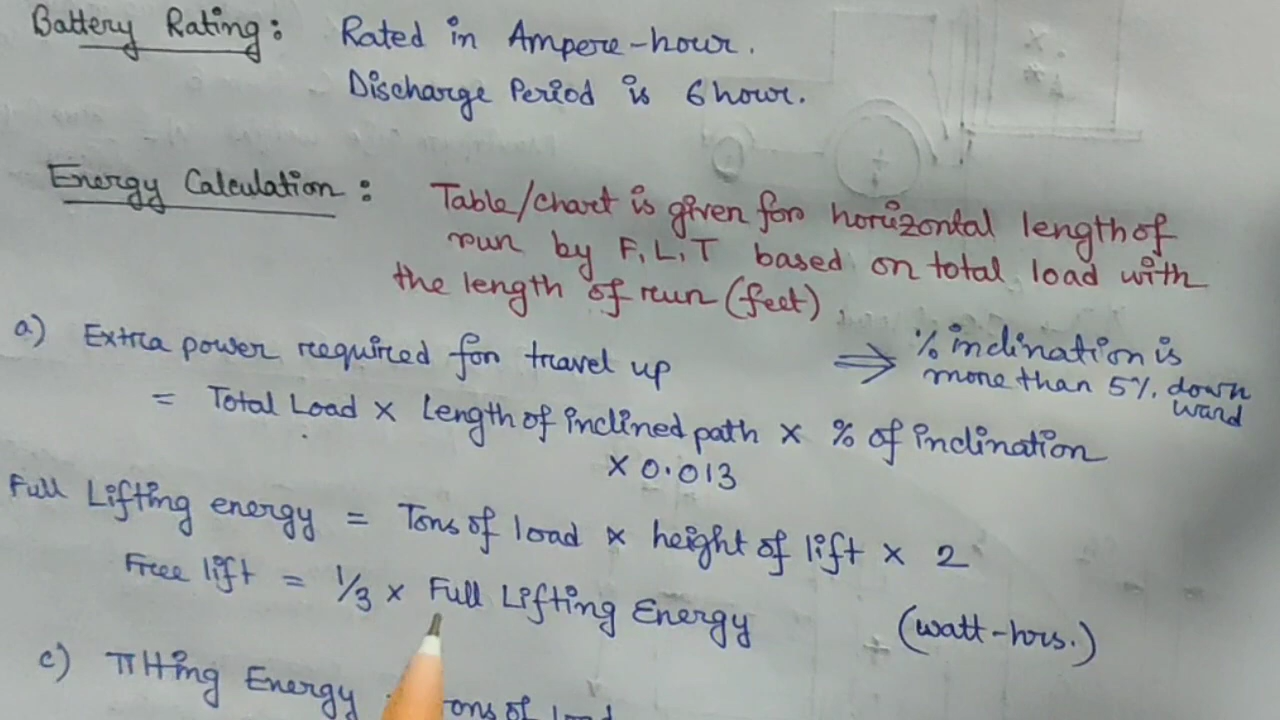 Battery Rating : Rated in Ampere-hour.
Discharge Period is 6 hour.
Energy Calculation : Table/chart is given for horizontal length of
run by F.L.T based on total load with
the length of run (feet).
a) Extra power required for travel up ⇒ % inclination is
more than 5% down
ward
= Total Load × Length of inclined path × % of inclination
× 0.013
Full Lifting energy = Tons of load × height of lift × 2
Free lift = 1/3 × Full Lifting Energy (watt-hrs.)
c) Tilting Energy ons of load